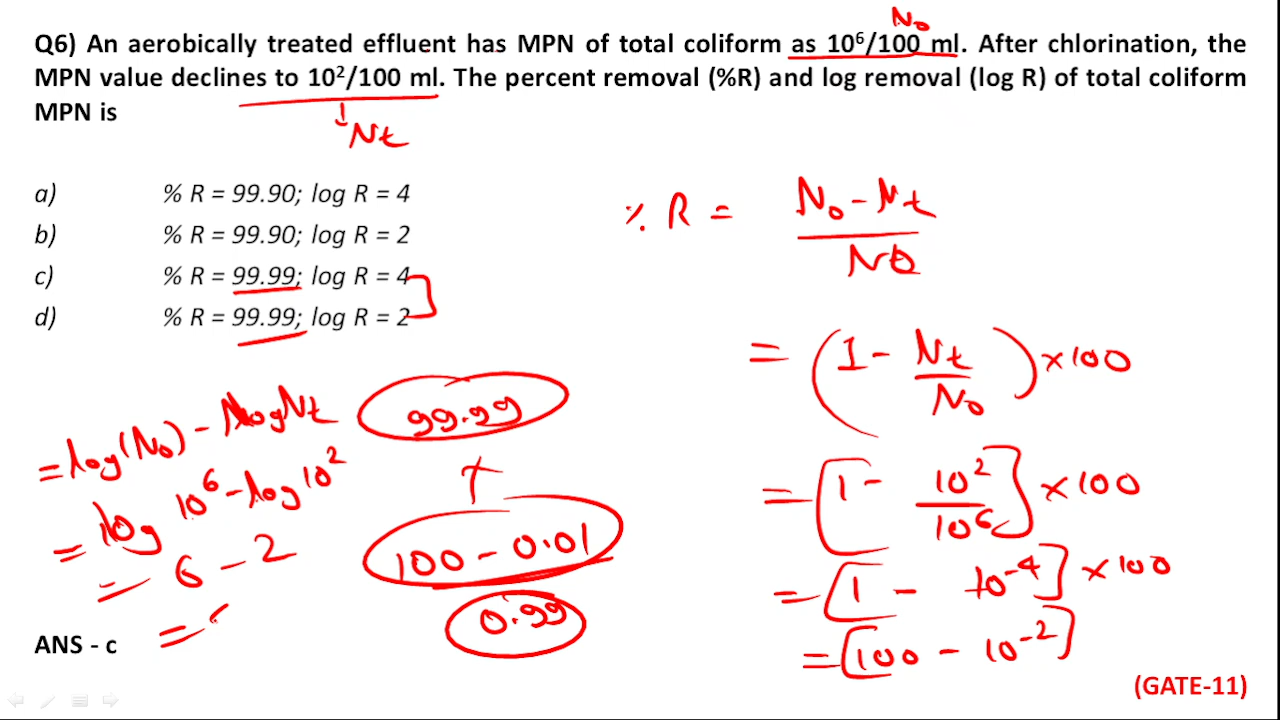 N₀
Q6) An aerobically treated effluent has MPN of total coliform as 10⁶/100 ml. After chlorination, the
MPN value declines to 10²/100 ml. The percent removal (%R) and log removal (log R) of total coliform
MPN is
Nt
a) % R = 99.90; log R = 4
b) % R = 99.90; log R = 2
c) % R = 99.99; log R = 4
d) % R = 99.99; log R = 2
% R = N₀ - Nt
N0
= (1 - Nt/N₀) × 100
= [1 - 10²/10⁶] × 100
= [1 - 10⁻⁴] × 100
= [100 - 10⁻²]
99.99
100 - 0.01
0.99
= log(N₀) - log Nt
= log 10⁶ - log 10²
= 6 - 2
=
ANS - c
(GATE-11)